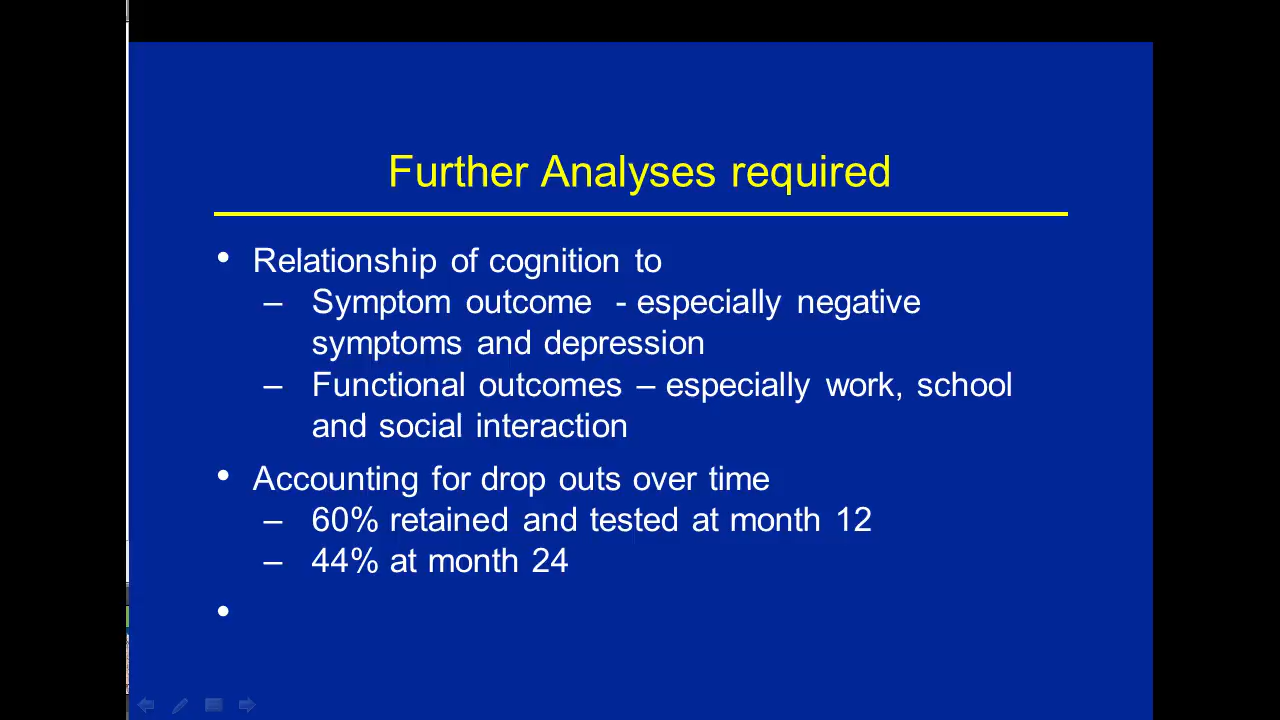 Further Analyses required
• Relationship of cognition to
– Symptom outcome - especially negative
symptoms and depression
– Functional outcomes – especially work, school
and social interaction
• Accounting for drop outs over time
– 60% retained and tested at month 12
– 44% at month 24
•